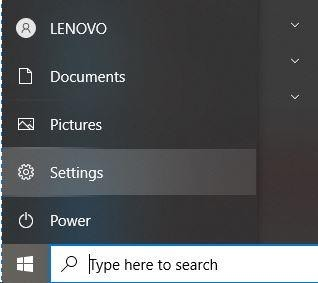 LENOVO
Documents
Pictures
Settings
Power
Type here to search